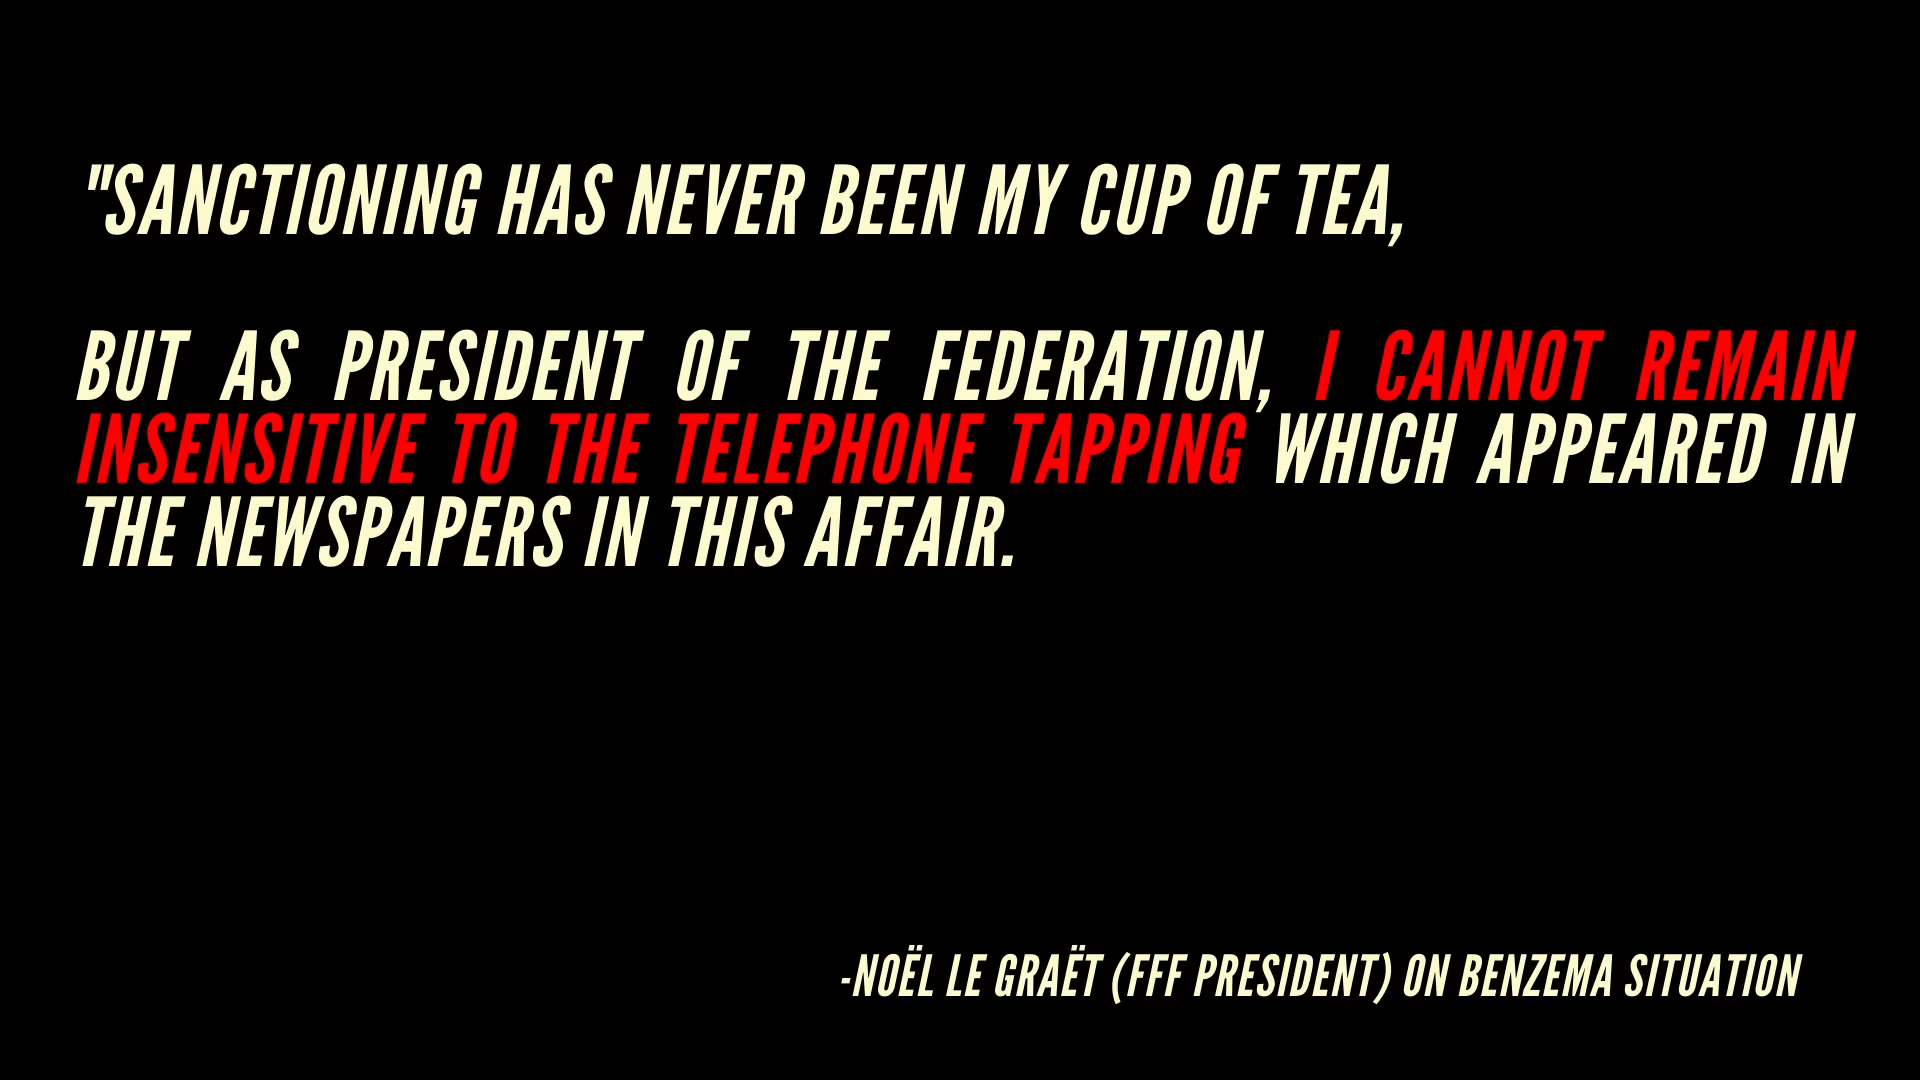 "SANCTIONING HAS NEVER BEEN MY CUP OF TEA,
BUT AS PRESIDENT OF THE FEDERATION, I CANNOT REMAIN
INSENSITIVE TO THE TELEPHONE TAPPING WHICH APPEARED IN
THE NEWSPAPERS IN THIS AFFAIR.
-NOËL LE GRAËT (FFF PRESIDENT) ON BENZEMA SITUATION